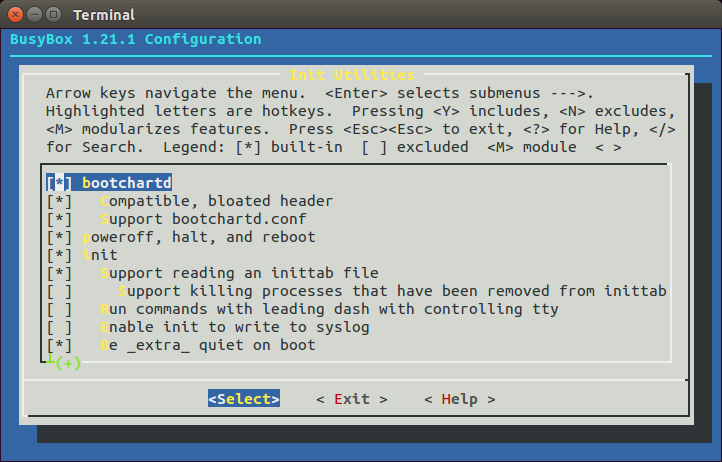 Terminal
BusyBox 1.21.1 Configuration
Init Utilities
Arrow keys navigate the menu.  <Enter> selects submenus --->.
Highlighted letters are hotkeys.  Pressing <Y> includes, <N> excludes,
<M> modularizes features.  Press <Esc><Esc> to exit, <?> for Help, </>
for Search.  Legend: [*] built-in  [ ] excluded  <M> module  < >
[*] bootchartd
[*]   Compatible, bloated header
[*]   Support bootchartd.conf
[*] poweroff, halt, and reboot
[*] init
[*]   Support reading an inittab file
[ ]     Support killing processes that have been removed from inittab
[ ]   Run commands with leading dash with controlling tty
[ ]   Enable init to write to syslog
[*]   Be _extra_ quiet on boot
┴(+)
<Select>    < Exit >    < Help >